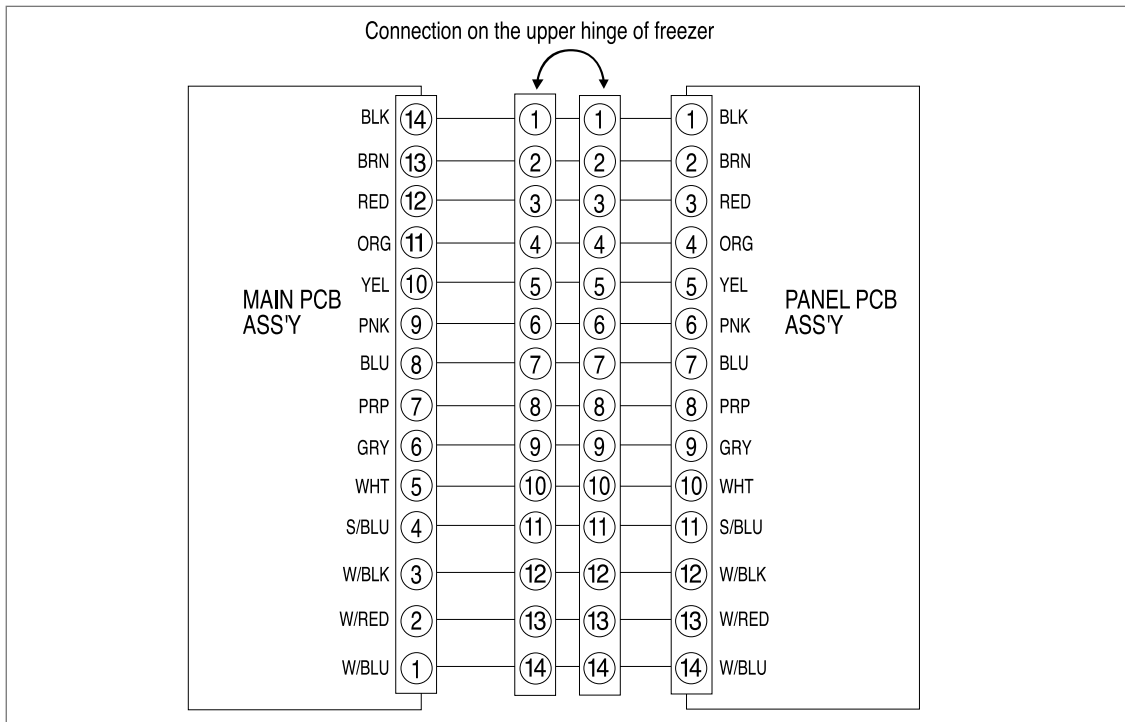 Connection on the upper hinge of freezer
BLK 14 1 1 1 BLK
BRN 13 2 2 2 BRN
RED 12 3 3 3 RED
ORG 11 4 4 4 ORG
YEL 10 5 5 5 YEL
MAIN PCB
ASS'Y
PANEL PCB
ASS'Y
PNK 9 6 6 6 PNK
BLU 8 7 7 7 BLU
PRP 7 8 8 8 PRP
GRY 6 9 9 9 GRY
WHT 5 10 10 10 WHT
S/BLU 4 11 11 11 S/BLU
W/BLK 3 12 12 12 W/BLK
W/RED 2 13 13 13 W/RED
W/BLU 1 14 14 14 W/BLU